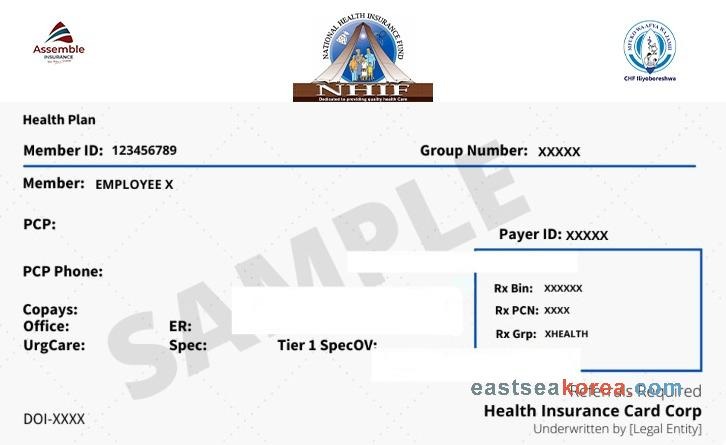 Assemble
INSURANCE
NATIONAL HEALTH INSURANCE FUND
NHIF
Dedicated to providing quality health Care
MFUKO WA AFYA YA JAMII
CHF Iliyoboreshwa
Health Plan
Member ID: 123456789
Group Number: XXXXX
Member: EMPLOYEE X
PCP:
Payer ID: XXXXX
PCP Phone:
Rx Bin: XXXXXX
Rx PCN: XXXX
Rx Grp: XHEALTH
Copays:
Office: ER:
UrgCare: Spec: Tier 1 SpecOV:
SAMPLE
eastseakorea.com
Referrals Required
DOI-XXXX
Health Insurance Card Corp
Underwritten by [Legal Entity]